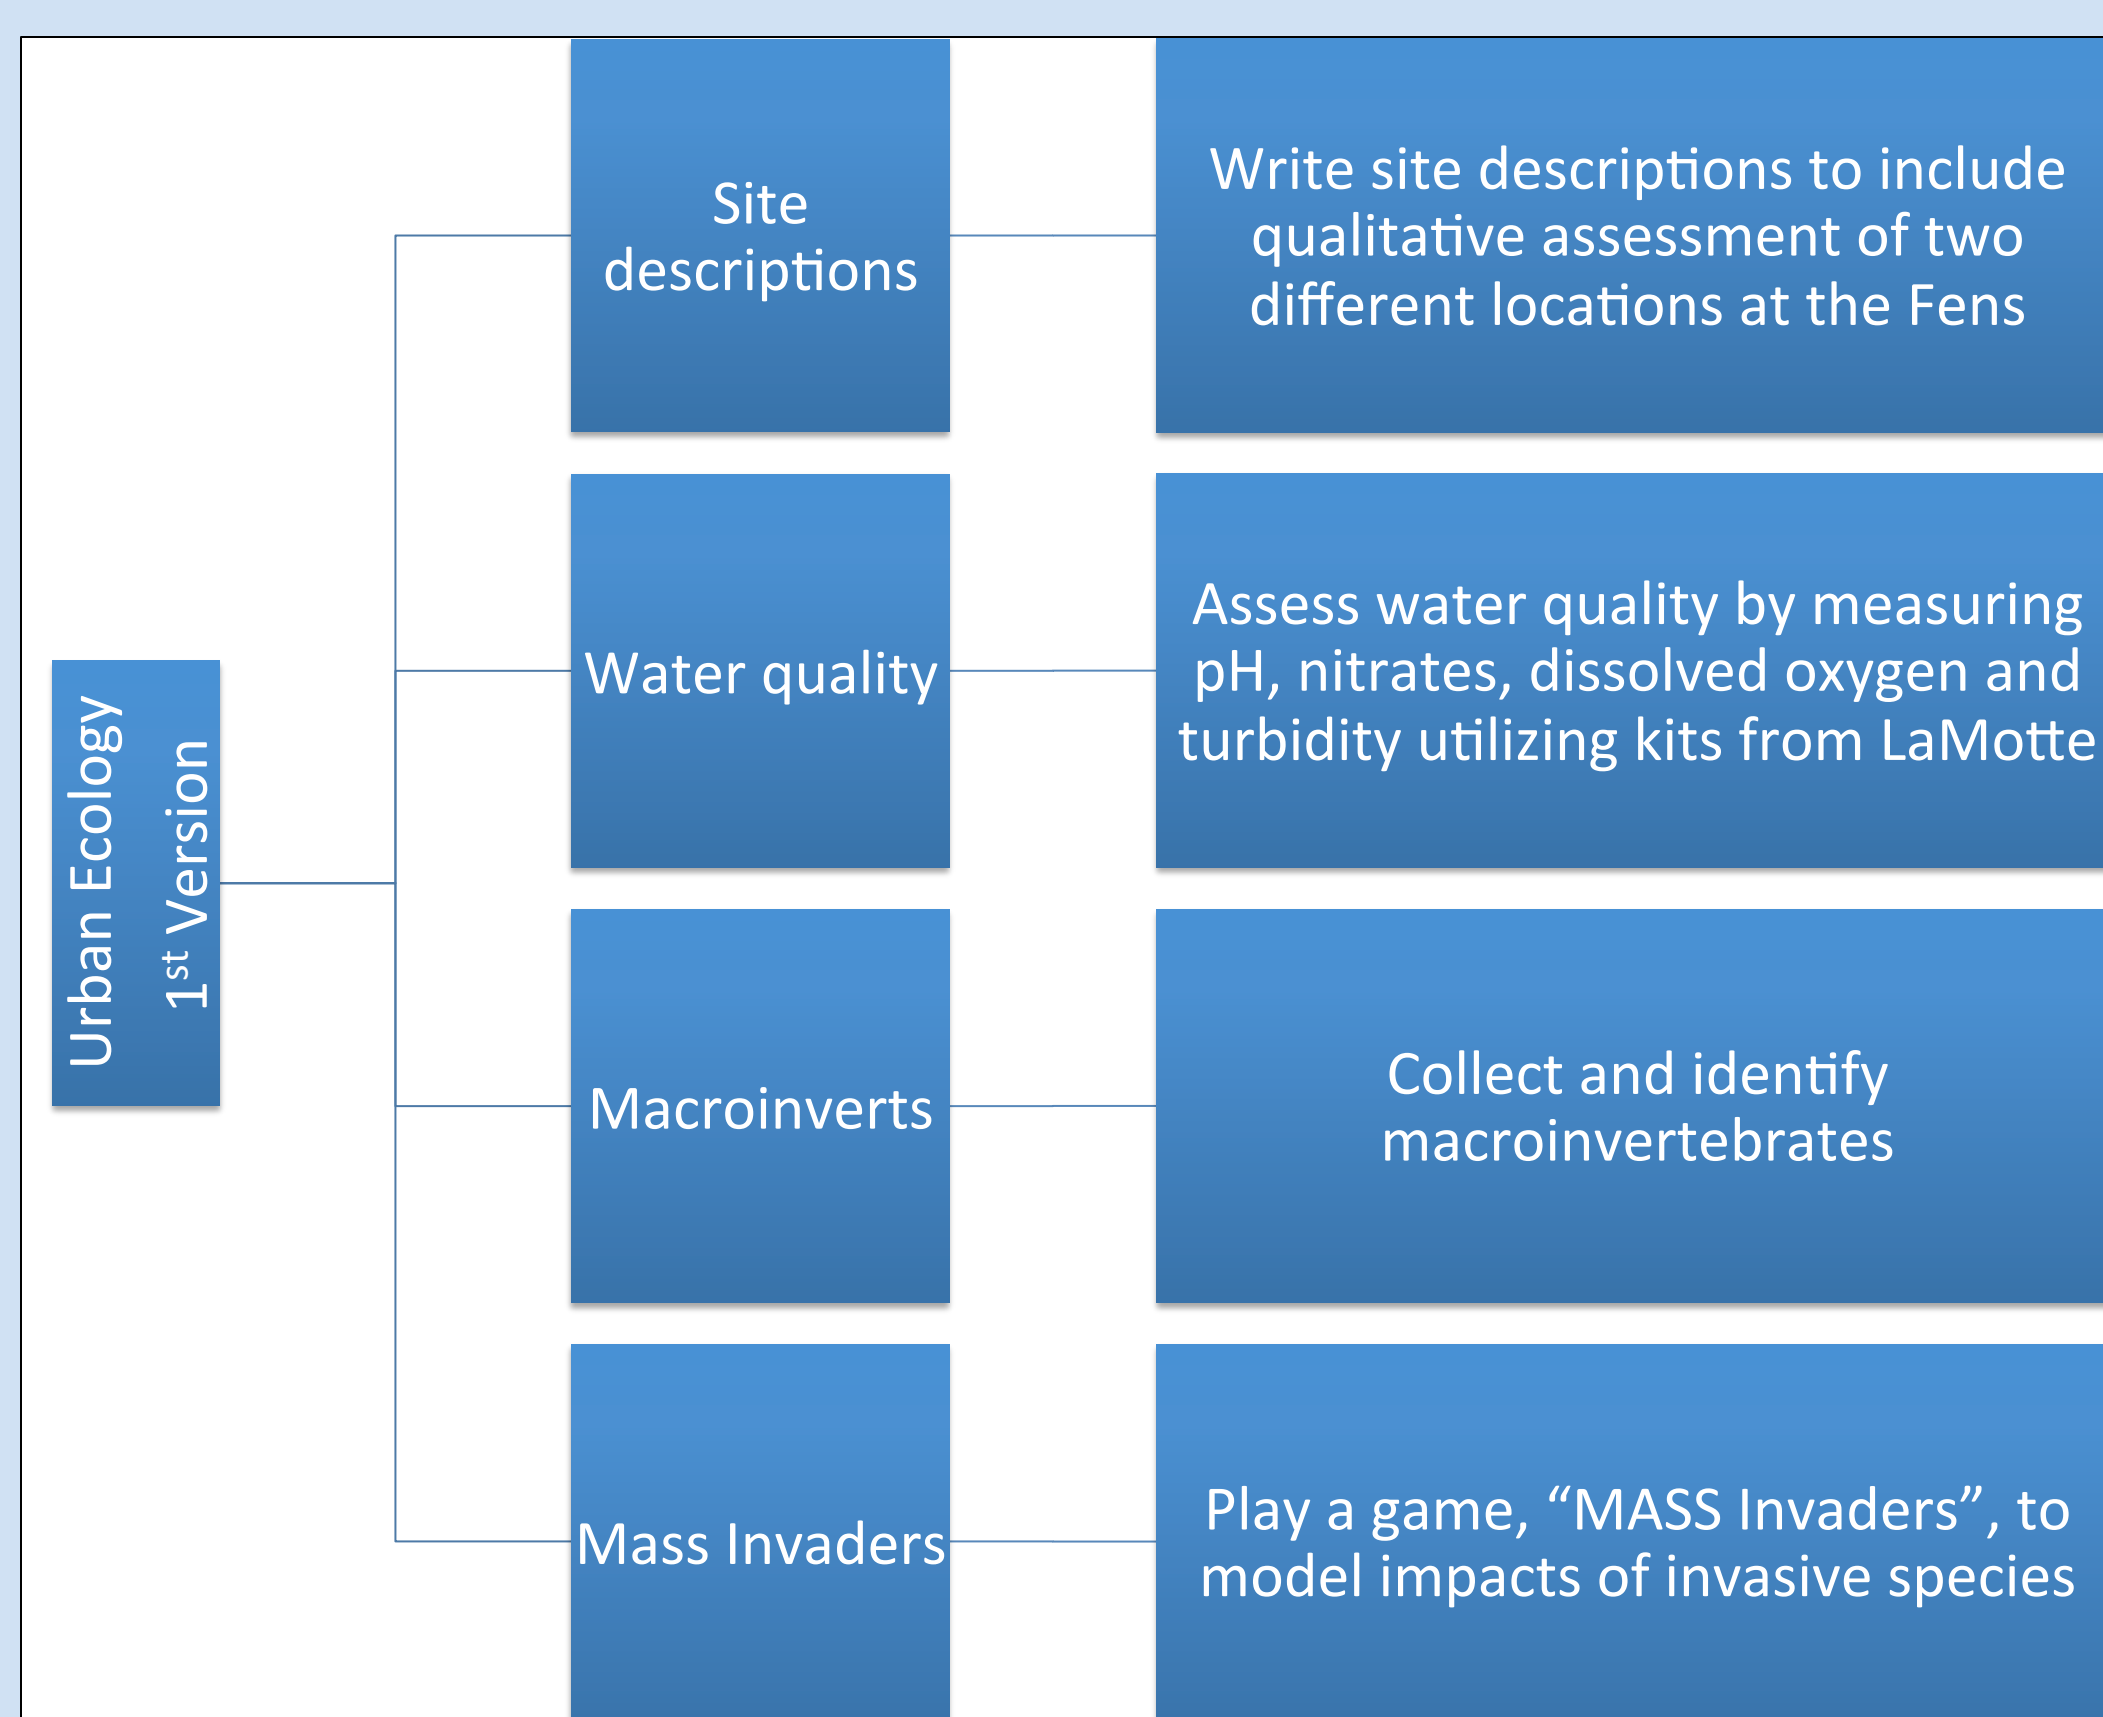 Urban Ecology
1st Version
Site
descriptions
Write site descriptions to include
qualitative assessment of two
different locations at the Fens
Water quality
Assess water quality by measuring
pH, nitrates, dissolved oxygen and
turbidity utilizing kits from LaMotte
Macroinverts
Collect and identify
macroinvertebrates
Mass Invaders
Play a game, “MASS Invaders”, to
model impacts of invasive species